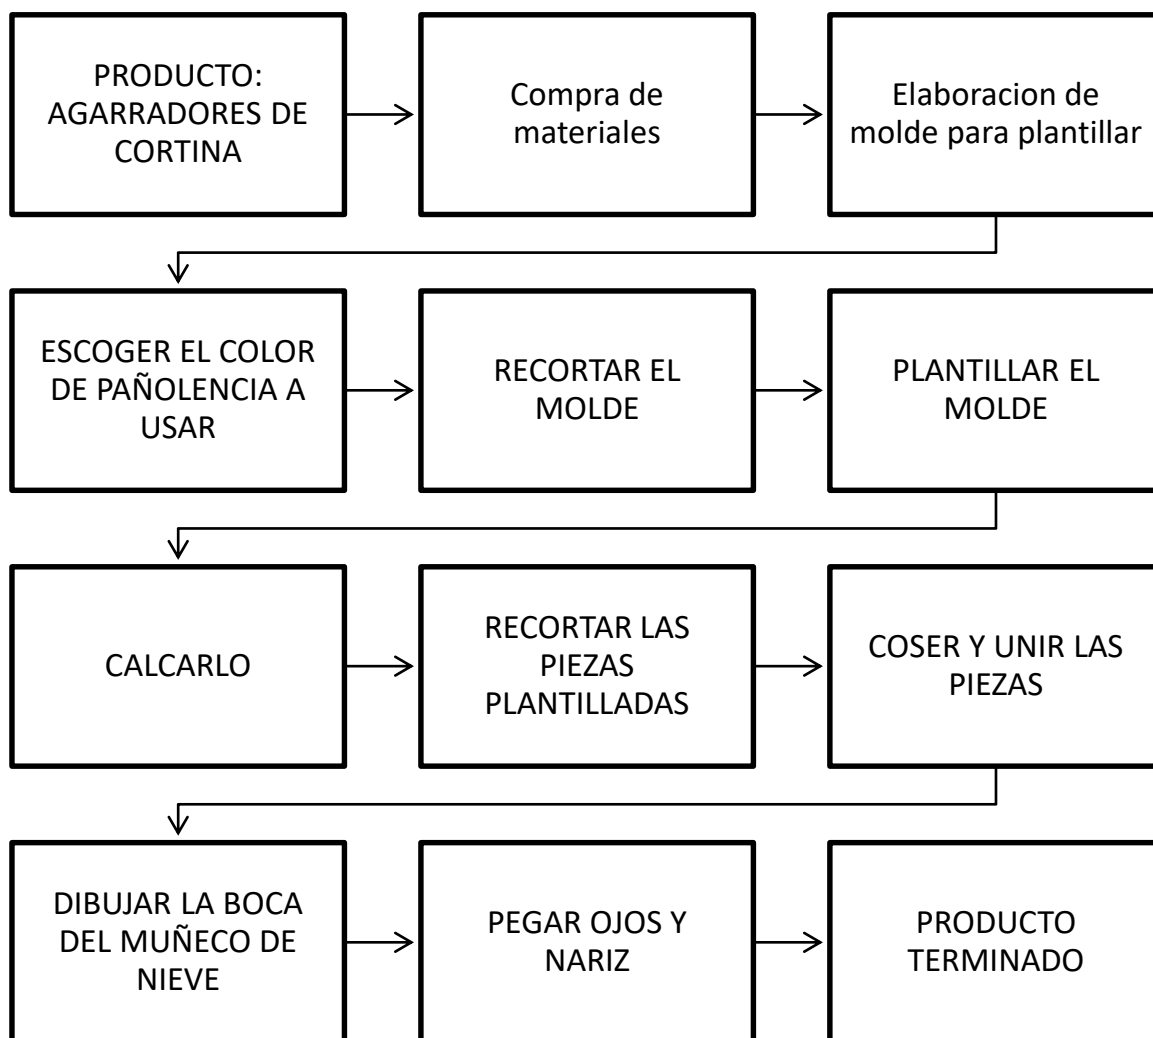 PRODUCTO:
AGARRADORES DE
CORTINA
Compra de
materiales
Elaboracion de
molde para plantillar
ESCOGER EL COLOR
DE PAÑOLENCIA A
USAR
RECORTAR EL
MOLDE
PLANTILLAR EL
MOLDE
CALCARLO
RECORTAR LAS
PIEZAS
PLANTILLADAS
COSER Y UNIR LAS
PIEZAS
DIBUJAR LA BOCA
DEL MUÑECO DE
NIEVE
PEGAR OJOS Y
NARIZ
PRODUCTO
TERMINADO